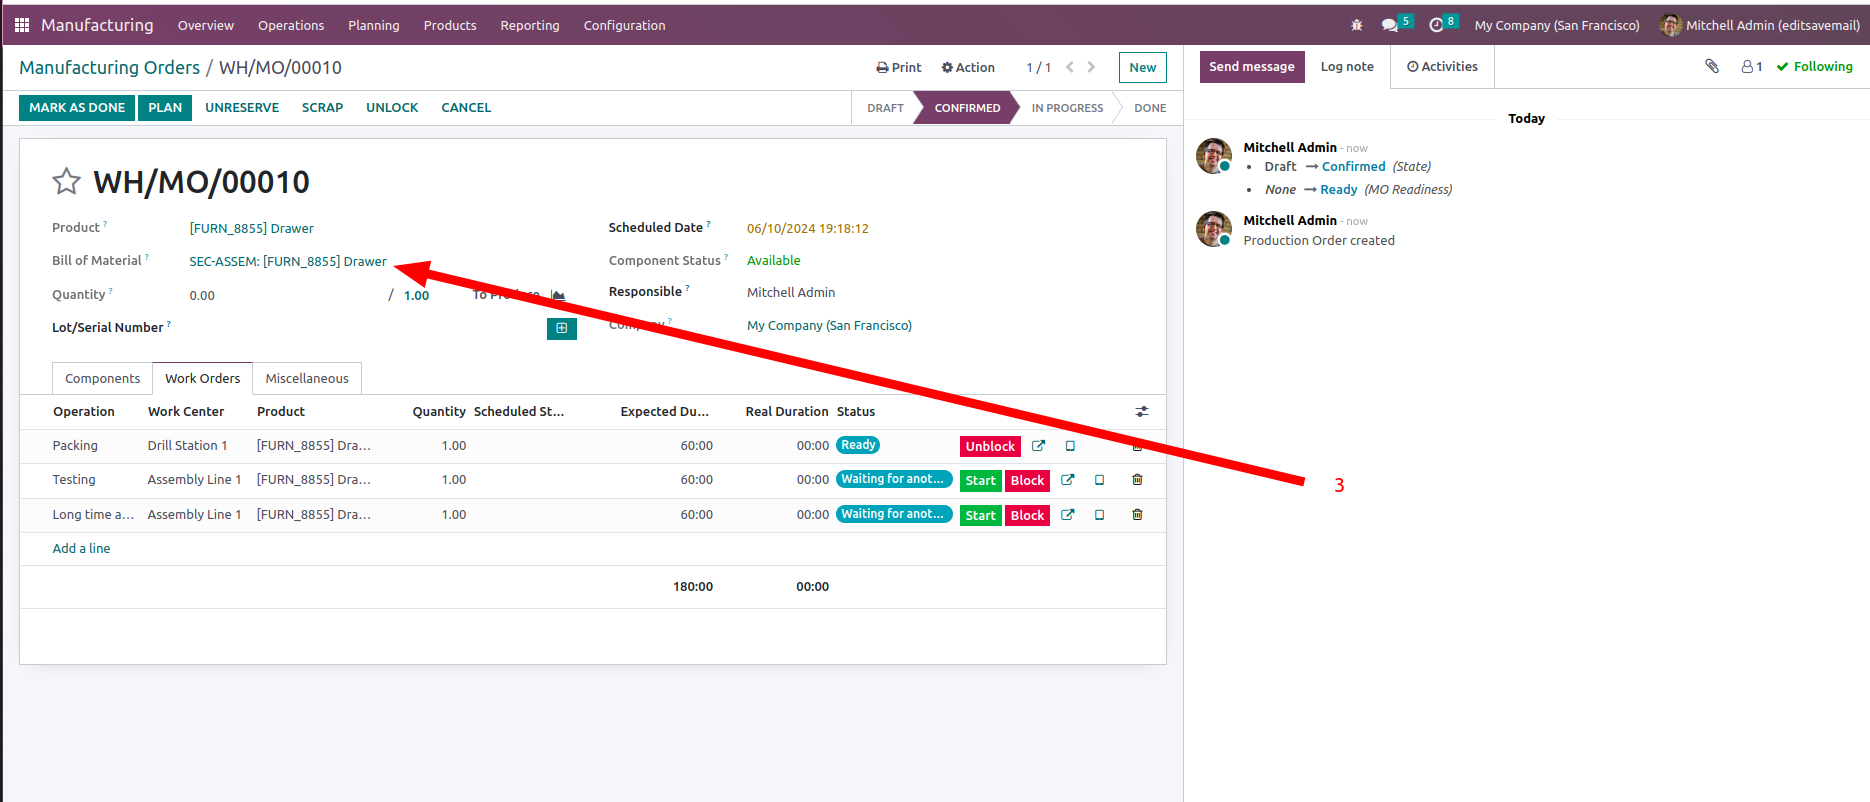 Manufacturing Overview Operations Planning Products Reporting Configuration 5 8 My Company (San Francisco) Mitchell Admin (editsavemail)
Manufacturing Orders / WH/MO/00010 Print Action 1 / 1 New
Send message Log note Activities 1 Following
MARK AS DONE PLAN UNRESERVE SCRAP UNLOCK CANCEL DRAFT CONFIRMED IN PROGRESS DONE
Today
Mitchell Admin - now
• Draft → Confirmed (State)
• None → Ready (MO Readiness)
Mitchell Admin - now
Production Order created
WH/MO/00010
Product ? [FURN_8855] Drawer Scheduled Date ? 06/10/2024 19:18:12
Bill of Material ? SEC-ASSEM: [FURN_8855] Drawer Component Status ? Available
Quantity ? 0.00 / 1.00 To Produce Responsible ? Mitchell Admin
Lot/Serial Number ? Company ? My Company (San Francisco)
Components Work Orders Miscellaneous
Operation Work Center Product Quantity Scheduled St... Expected Du... Real Duration Status
Packing Drill Station 1 [FURN_8855] Dra... 1.00 60:00 00:00 Ready Unblock
Testing Assembly Line 1 [FURN_8855] Dra... 1.00 60:00 00:00 Waiting for anot... Start Block
3
Long time a... Assembly Line 1 [FURN_8855] Dra... 1.00 60:00 00:00 Waiting for anot... Start Block
Add a line
180:00 00:00